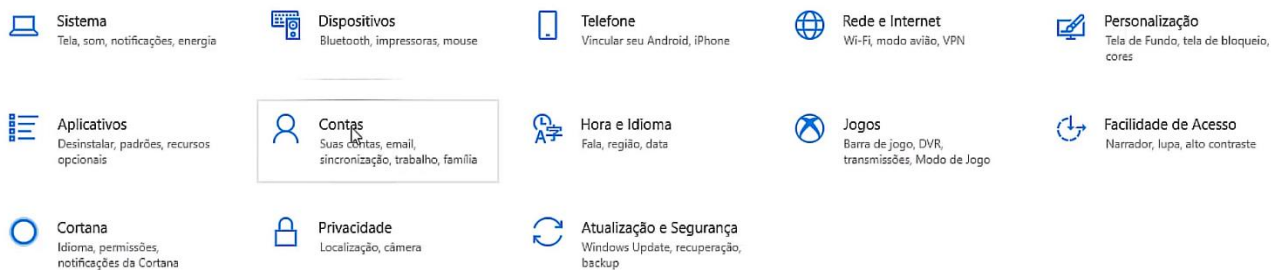 Sistema
Tela, som, notificações, energia
Dispositivos
Bluetooth, impressoras, mouse
Telefone
Vincular seu Android, iPhone
Rede e Internet
Wi-Fi, modo avião, VPN
Personalização
Tela de Fundo, tela de bloqueio,
cores
Aplicativos
Desinstalar, padrões, recursos
opcionais
Contas
Suas contas, email,
sincronização, trabalho, família
Hora e Idioma
Fala, região, data
Jogos
Barra de jogo, DVR,
transmissões, Modo de Jogo
Facilidade de Acesso
Narrador, lupa, alto contraste
Cortana
Idioma, permissões,
notificações da Cortana
Privacidade
Localização, câmera
Atualização e Segurança
Windows Update, recuperação,
backup